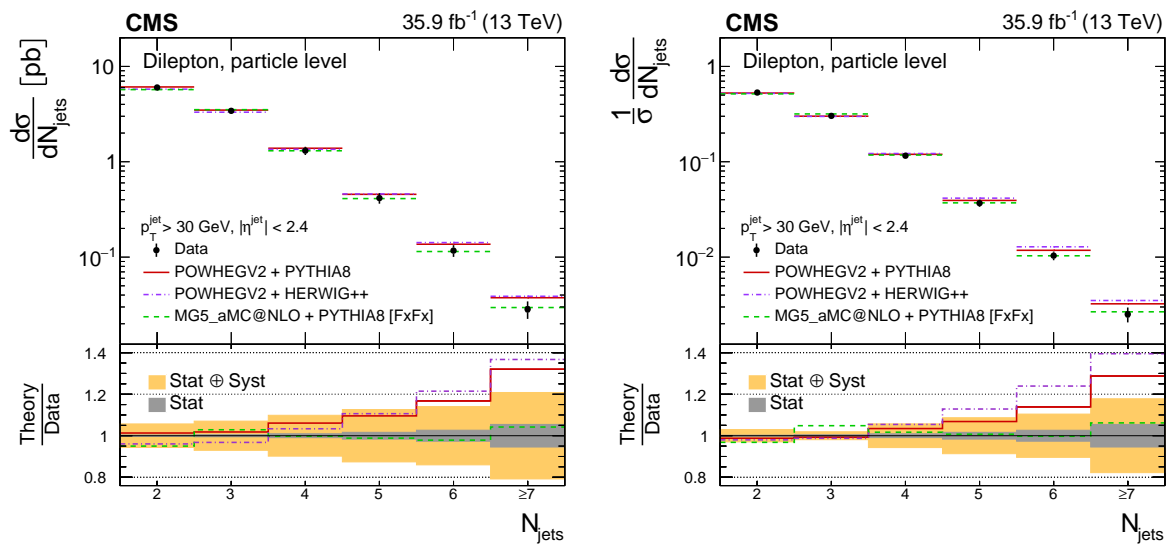 CMS 35.9 fb⁻¹ (13 TeV)
dσ/dN_jets [pb]
Dilepton, particle level
10
1
10⁻¹
p_T^jet > 30 GeV, |η^jet| < 2.4
Data
POWHEGV2 + PYTHIA8
POWHEGV2 + HERWIG++
MG5_aMC@NLO + PYTHIA8 [FxFx]
Theory/Data
1.4
1.2
1
0.8
Stat ⊕ Syst
Stat
2 3 4 5 6 ≥7
N_jets
CMS 35.9 fb⁻¹ (13 TeV)
1/σ dσ/dN_jets
Dilepton, particle level
1
10⁻¹
10⁻²
p_T^jet > 30 GeV, |η^jet| < 2.4
Data
POWHEGV2 + PYTHIA8
POWHEGV2 + HERWIG++
MG5_aMC@NLO + PYTHIA8 [FxFx]
Theory/Data
1.4
1.2
1
0.8
Stat ⊕ Syst
Stat
2 3 4 5 6 ≥7
N_jets